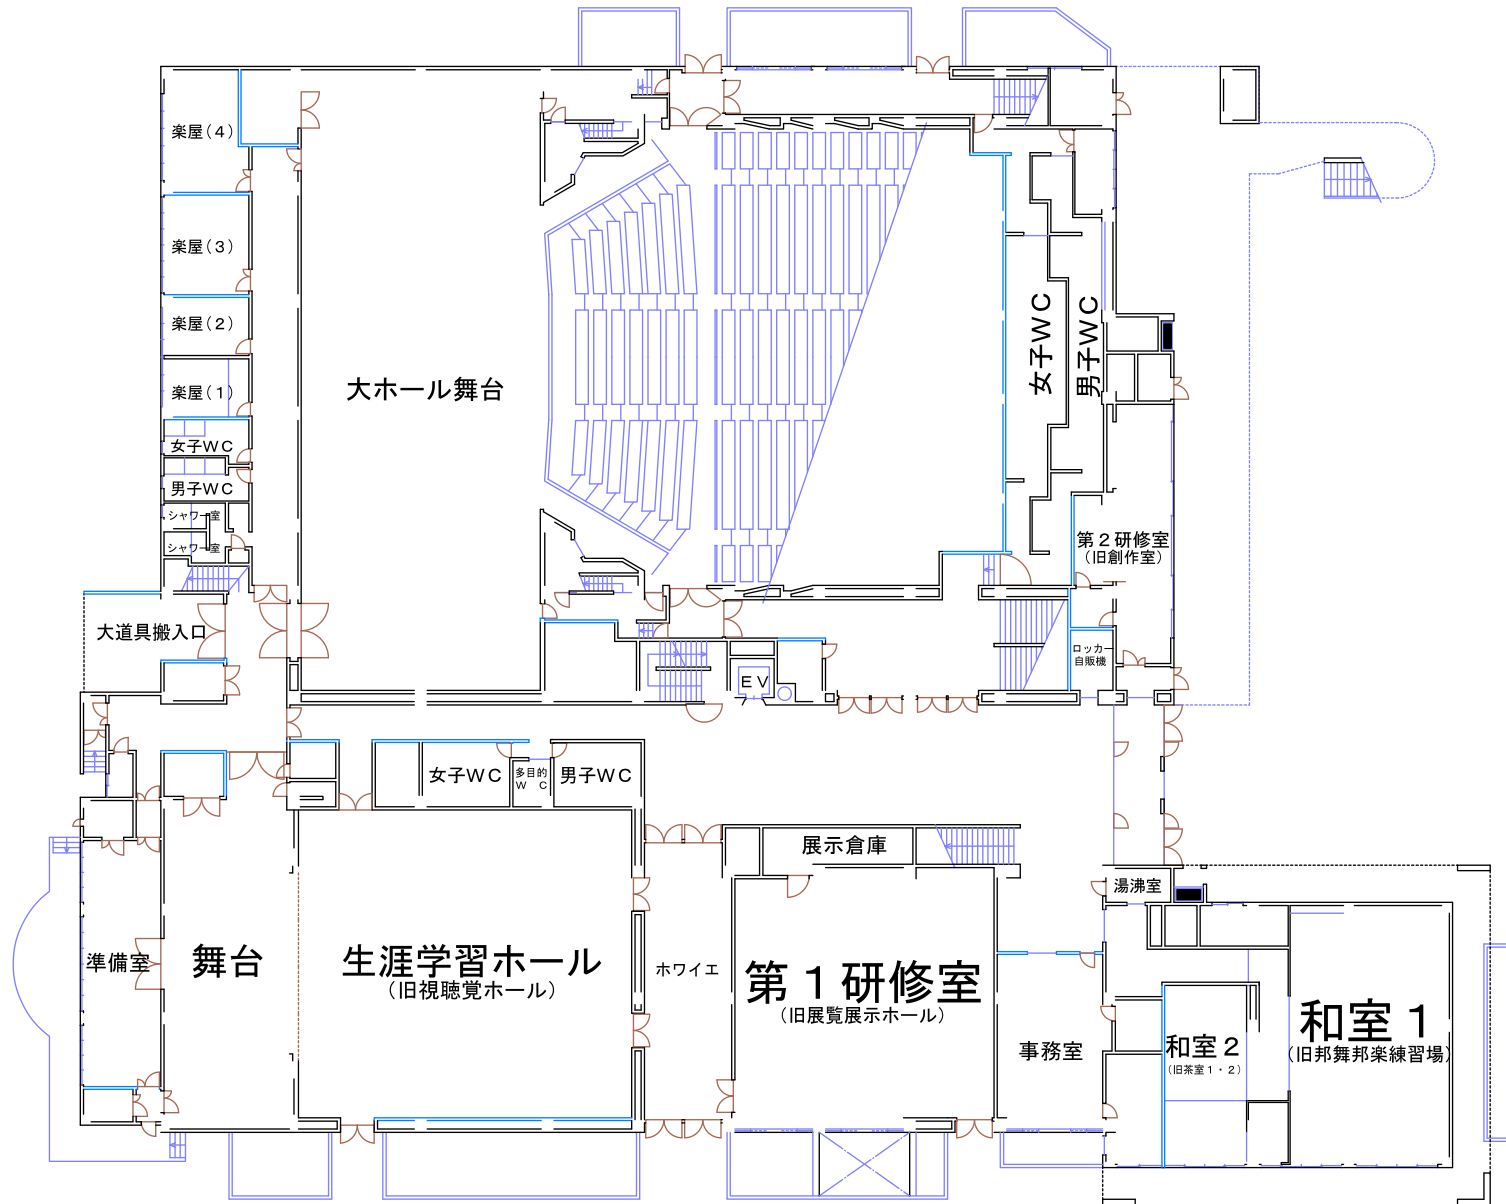 楽屋(4)
楽屋(3)
楽屋(2)
楽屋(1)
女子WC
男子WC
シャワー室
シャワー室
大ホール舞台
女子WC
男子WC
第2研修室
(旧創作室)
大道具搬入口
ロッカー
自販機
EV
女子WC
多目的
WC
男子WC
展示倉庫
湯沸室
準備室
舞台
生涯学習ホール
(旧視聴覚ホール)
ホワイエ
第1研修室
(旧展覧展示ホール)
事務室
和室2
(旧茶室1・2)
和室1
(旧邦舞邦楽練習場)